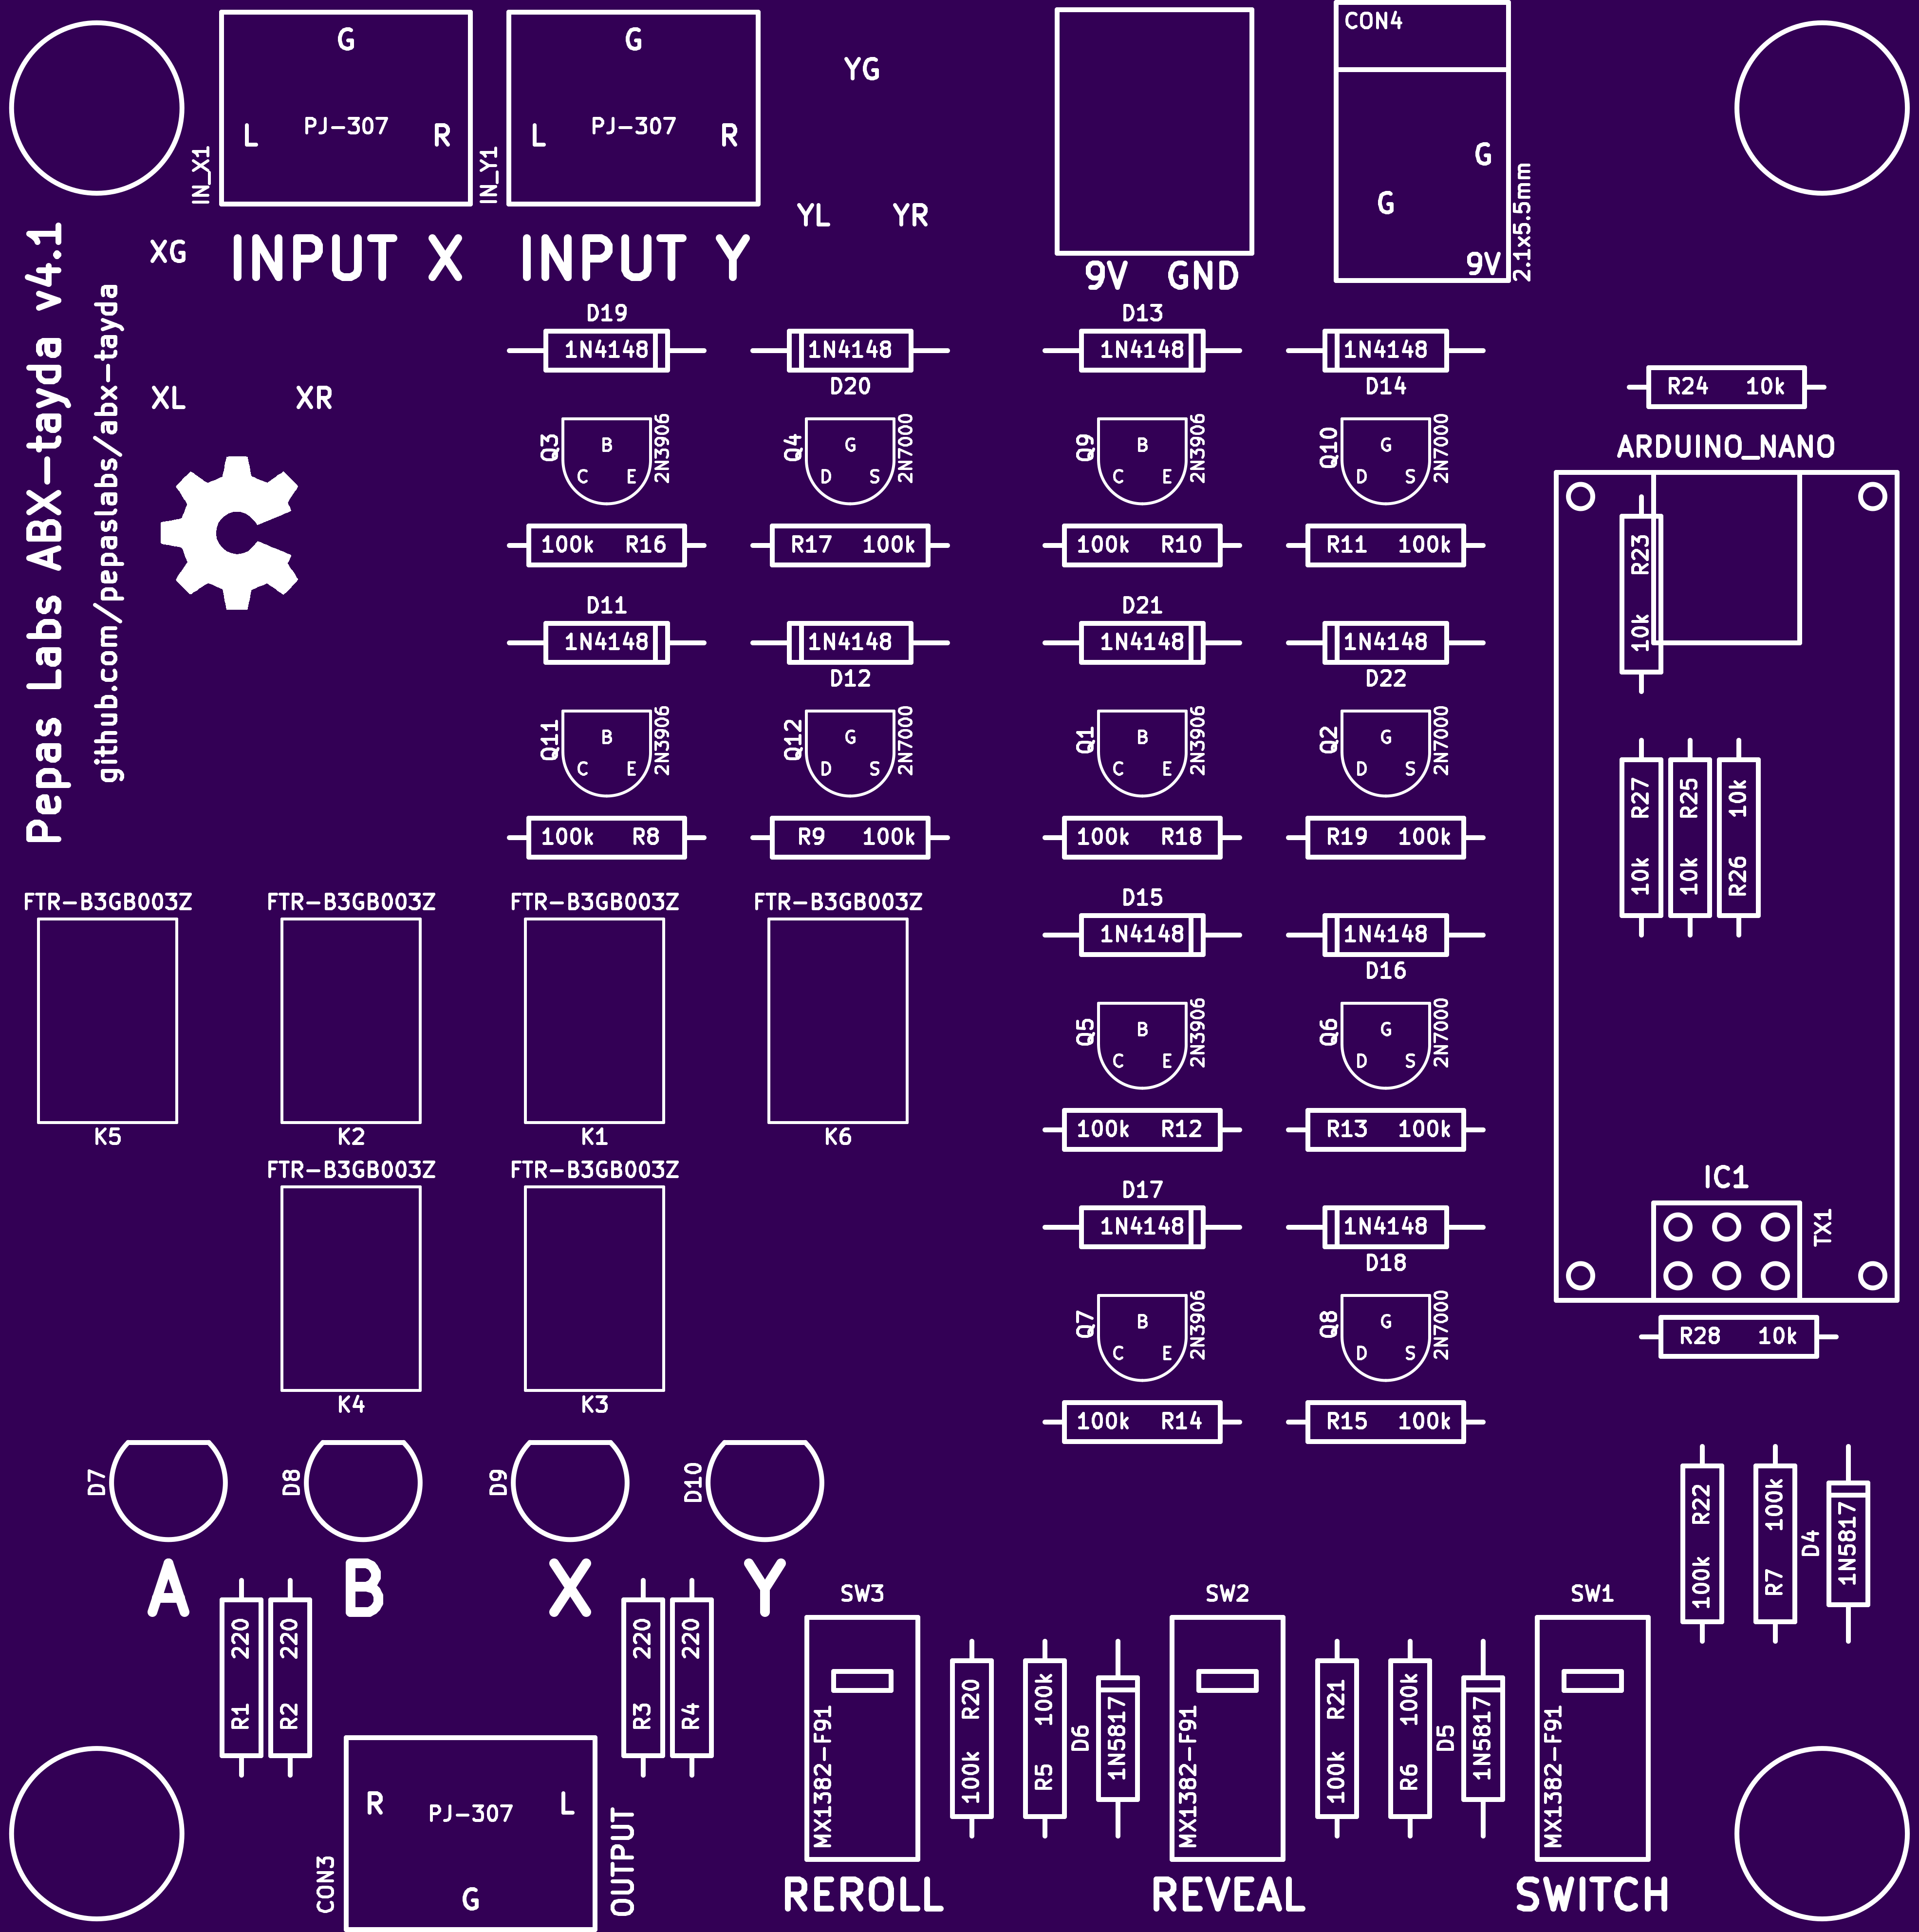 CON4
G
G
YG
PJ-307
L
R
PJ-307
L
R
IN_X1
IN_Y1
G
G
9V
2.1x5.5mm
YL
YR
XG
INPUT X
INPUT Y
9V
GND
Pepas Labs ABX-tayda v4.1
github.com/pepaslabs/abx-tayda
XL
XR
D19
1N4148
1N4148
D20
D13
1N4148
1N4148
D14
R24
10k
Q3
B
C
E
2N3906
Q4
G
D
S
2N7000
Q9
B
C
E
2N3906
Q10
G
D
S
2N7000
ARDUINO_NANO
100k
R16
R17
100k
100k
R10
R11
100k
R23
10k
D11
1N4148
1N4148
D12
D21
1N4148
1N4148
D22
Q11
B
C
E
2N3906
Q12
G
D
S
2N7000
Q1
B
C
E
2N3906
Q2
G
D
S
2N7000
100k
R8
R9
100k
100k
R18
R19
100k
10k
R27
10k
R25
R26
10k
FTR-B3GB003Z
FTR-B3GB003Z
FTR-B3GB003Z
FTR-B3GB003Z
K5
K2
K1
K6
D15
1N4148
1N4148
D16
Q5
B
C
E
2N3906
Q6
G
D
S
2N7000
100k
R12
R13
100k
FTR-B3GB003Z
FTR-B3GB003Z
K4
K3
D17
1N4148
1N4148
D18
IC1
TX1
Q7
B
C
E
2N3906
Q8
G
D
S
2N7000
R28
10k
100k
R14
R15
100k
D7
D8
D9
D10
A
B
X
Y
100k
R22
R7
100k
D4
1N5817
R1
220
R2
220
R3
220
R4
220
SW3
MX1382-F91
100k
R20
R5
100k
D6
1N5817
SW2
MX1382-F91
100k
R21
R6
100k
D5
1N5817
SW1
MX1382-F91
R
PJ-307
L
CON3
G
OUTPUT
REROLL
REVEAL
SWITCH